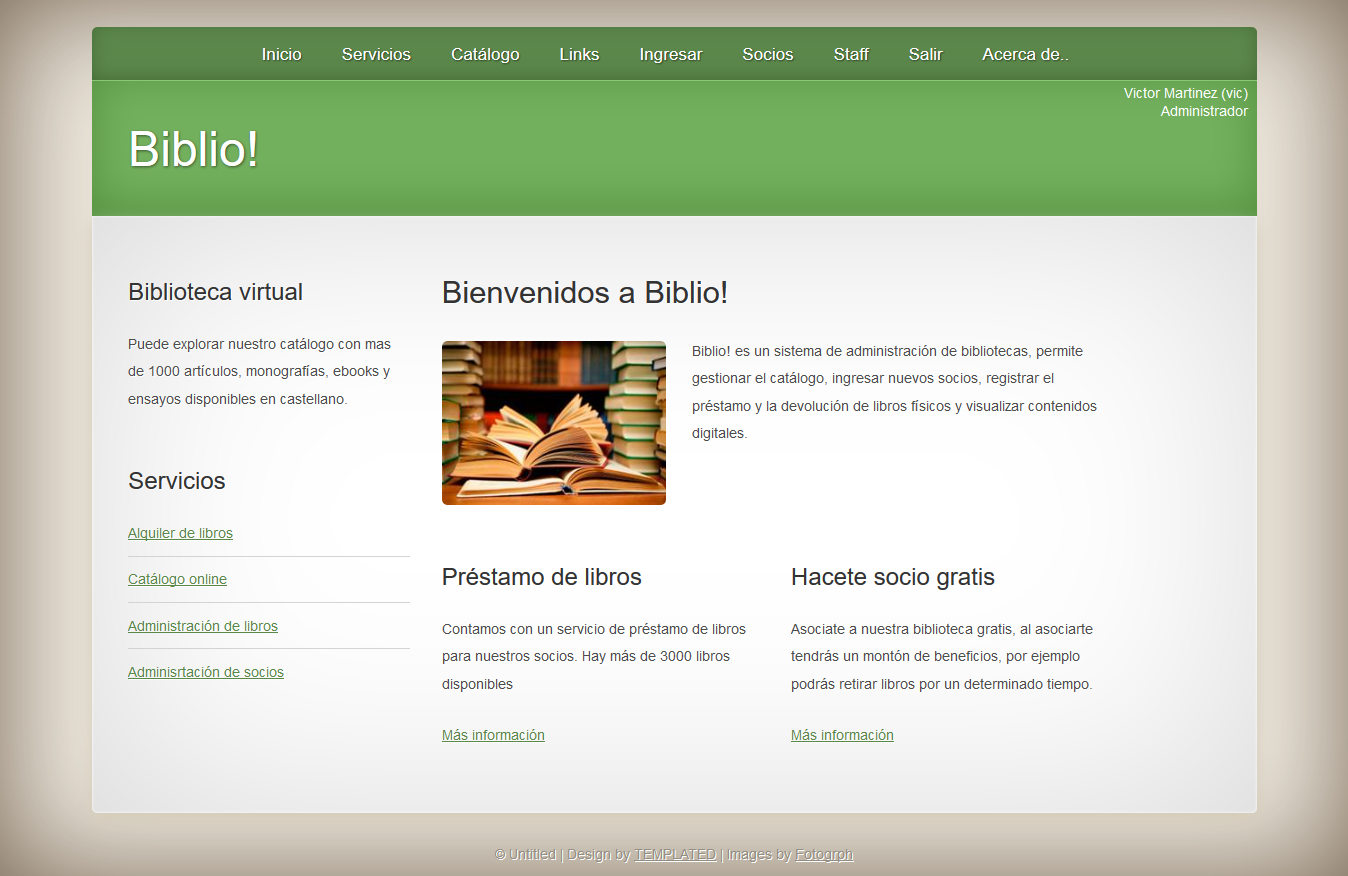 Inicio Servicios Catálogo Links Ingresar Socios Staff Salir Acerca de..
Victor Martinez (vic)
Administrador
Biblio!
Biblioteca virtual
Puede explorar nuestro catálogo con mas
de 1000 artículos, monografías, ebooks y
ensayos disponibles en castellano.
Servicios
Alquiler de libros
Catálogo online
Administración de libros
Adminisrtación de socios
Bienvenidos a Biblio!
Biblio! es un sistema de administración de bibliotecas, permite
gestionar el catálogo, ingresar nuevos socios, registrar el
préstamo y la devolución de libros físicos y visualizar contenidos
digitales.
Préstamo de libros
Contamos con un servicio de préstamo de libros
para nuestros socios. Hay más de 3000 libros
disponibles
Más información
Hacete socio gratis
Asociate a nuestra biblioteca gratis, al asociarte
tendrás un montón de beneficios, por ejemplo
podrás retirar libros por un determinado tiempo.
Más información
© Untitled | Design by TEMPLATED | Images by Fotogrph